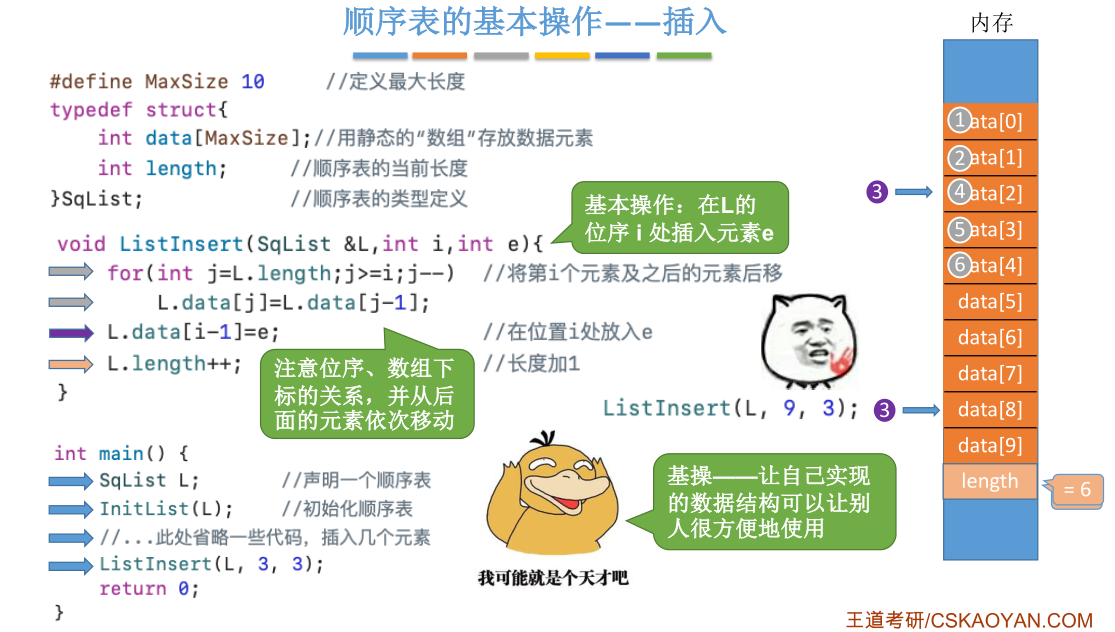 顺序表的基本操作——插入
#define MaxSize 10 //定义最大长度
typedef struct{
int data[MaxSize];//用静态的“数组”存放数据元素
int length; //顺序表的当前长度
}SqList; //顺序表的类型定义
基本操作：在L的
位序 i 处插入元素e
void ListInsert(SqList &L,int i,int e){
for(int j=L.length;j>=i;j--) //将第i个元素及之后的元素后移
L.data[j]=L.data[j-1];
L.data[i-1]=e; //在位置i处放入e
L.length++; //长度加1
}
注意位序、数组下
标的关系，并从后
面的元素依次移动
ListInsert(L, 9, 3);
3
int main() {
SqList L; //声明一个顺序表
InitList(L); //初始化顺序表
//...此处省略一些代码，插入几个元素
ListInsert(L, 3, 3);
return 0;
}
我可能就是个天才吧
基操——让自己实现
的数据结构可以让别
人很方便地使用
内存
1 ata[0]
2 ata[1]
3
4 ata[2]
5 ata[3]
6 ata[4]
data[5]
data[6]
data[7]
data[8]
data[9]
length
= 6
王道考研/CSKAOYAN.COM